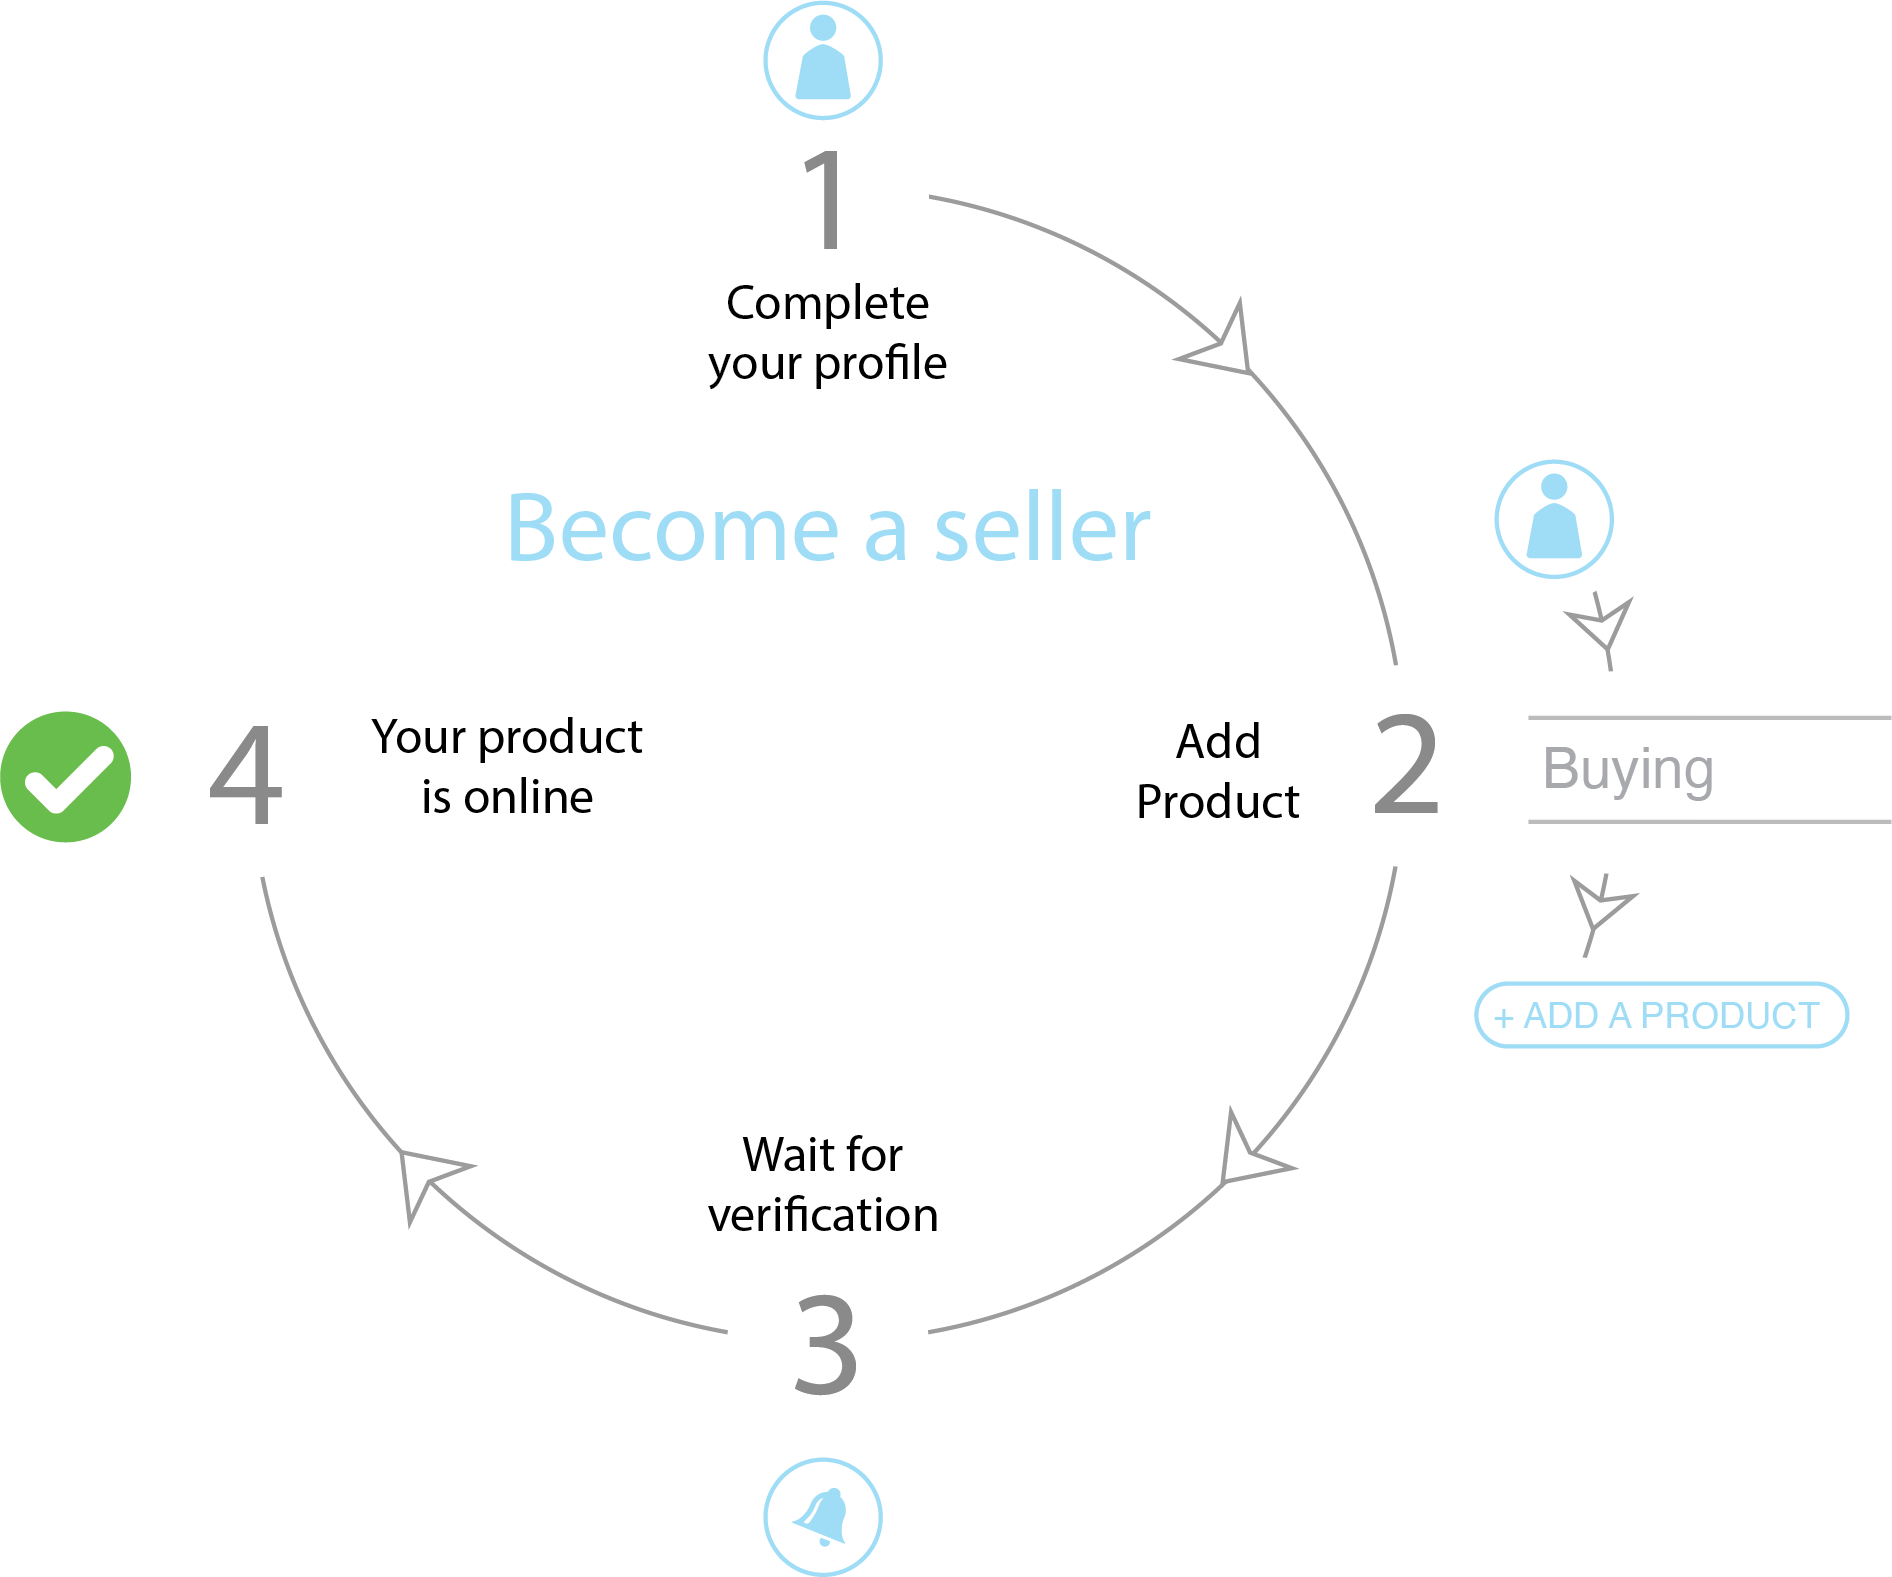 1
Complete
your profile
Become a seller
Add
Product
2
Buying
+ ADD A PRODUCT
Wait for
verification
3
4
Your product
is online